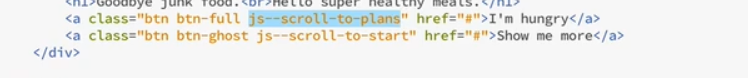 <h1>Goodbye junk food.<br>Hello super healthy meals.</h1>
<a class="btn btn-full js--scroll-to-plans" href="#">I'm hungry</a>
<a class="btn btn-ghost js--scroll-to-start" href="#">Show me more</a>
</div>